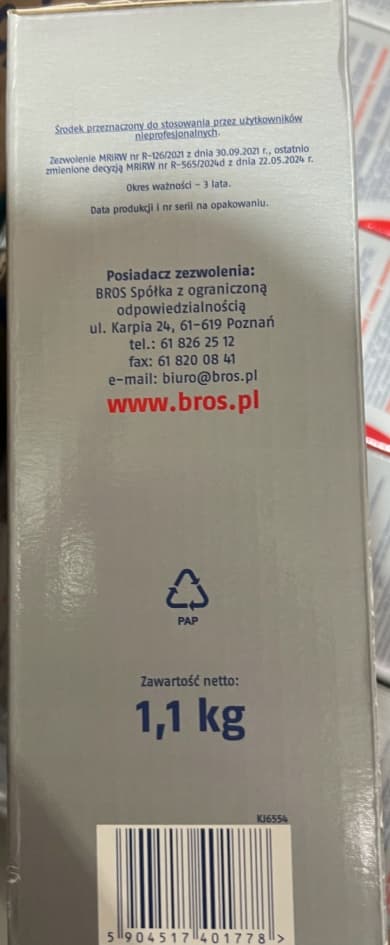 Środek przeznaczony do stosowania przez użytkowników
nieprofesjonalnych.
Zezwolenie MRiRW nr R-126/2021 z dnia 30.09.2021 r., ostatnio
zmienione decyzją MRiRW nr R-565/2024d z dnia 22.05.2024 r.
Okres ważności – 3 lata.
Data produkcji i nr serii na opakowaniu.
Posiadacz zezwolenia:
BROS Spółka z ograniczoną
odpowiedzialnością
ul. Karpia 24, 61-619 Poznań
tel.: 61 826 25 12
fax: 61 820 08 41
e-mail: biuro@bros.pl
www.bros.pl
PAP
Zawartość netto:
1,1 kg
KJ6554
5 904517 401778 >